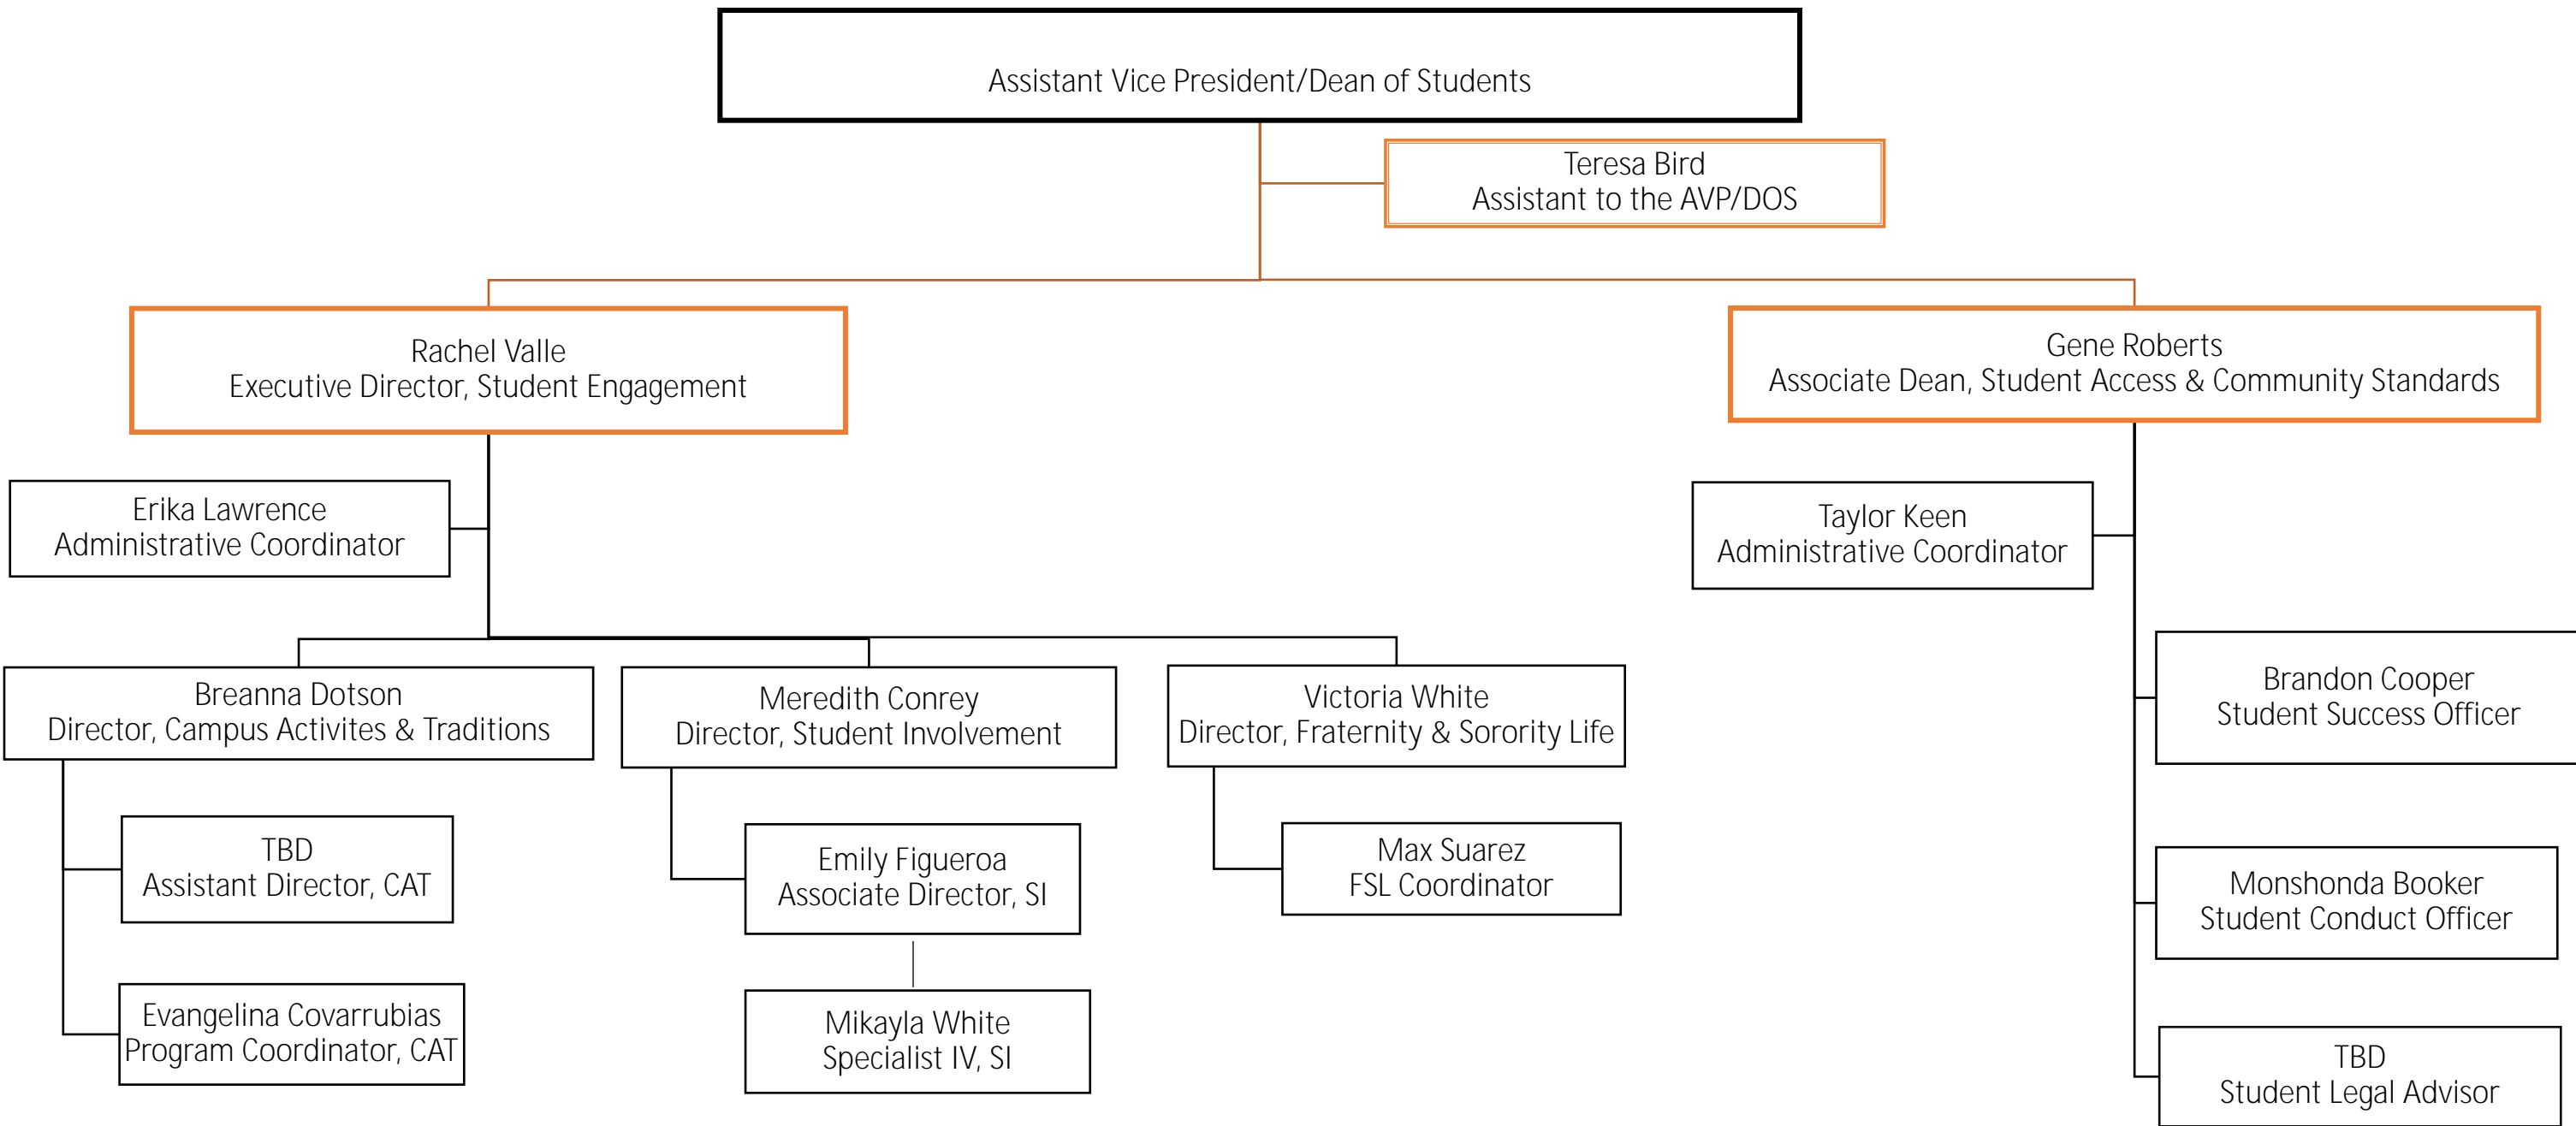 Assistant Vice President/Dean of Students
Teresa Bird
Assistant to the AVP/DOS
Rachel Valle
Executive Director, Student Engagement
Gene Roberts
Associate Dean, Student Access & Community Standards
Erika Lawrence
Administrative Coordinator
Taylor Keen
Administrative Coordinator
Breanna Dotson
Director, Campus Activites & Traditions
Meredith Conrey
Director, Student Involvement
Victoria White
Director, Fraternity & Sorority Life
Brandon Cooper
Student Success Officer
TBD
Assistant Director, CAT
Emily Figueroa
Associate Director, SI
Max Suarez
FSL Coordinator
Monshonda Booker
Student Conduct Officer
Evangelina Covarrubias
Program Coordinator, CAT
Mikayla White
Specialist IV, SI
TBD
Student Legal Advisor